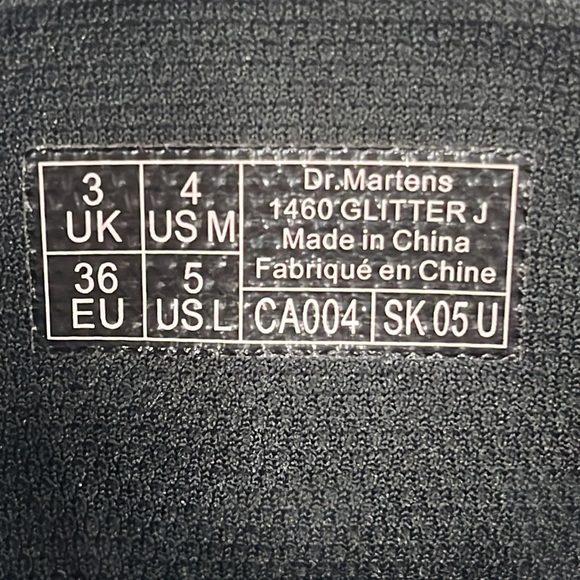 3
UK
4
US M
36
EU
5
US L
Dr.Martens
1460 GLITTER J
Made in China
Fabriqué en Chine
CA004
SK 05 U